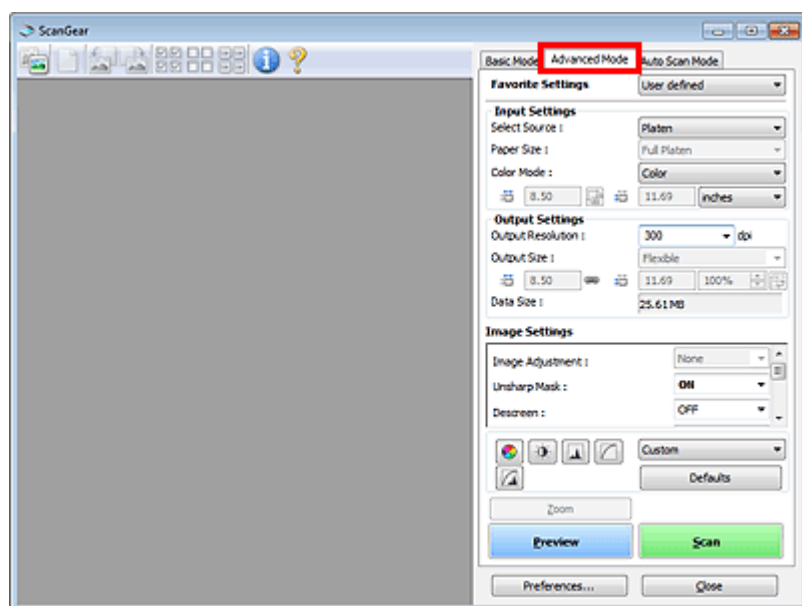 ScanGear
Basic Mode Advanced Mode Auto Scan Mode
Favorite Settings User defined
Input Settings
Select Source : Platen
Paper Size : Full Platen
Color Mode : Color
8.50 11.69 inches
Output Settings
Output Resolution : 300 dpi
Output Size : Flexible
8.50 11.69 100%
Data Size : 25.61MB
Image Settings
Image Adjustment : None
Unsharp Mask : ON
Descreen : OFF
Custom
Defaults
Zoom
Preview Scan
Preferences... Close